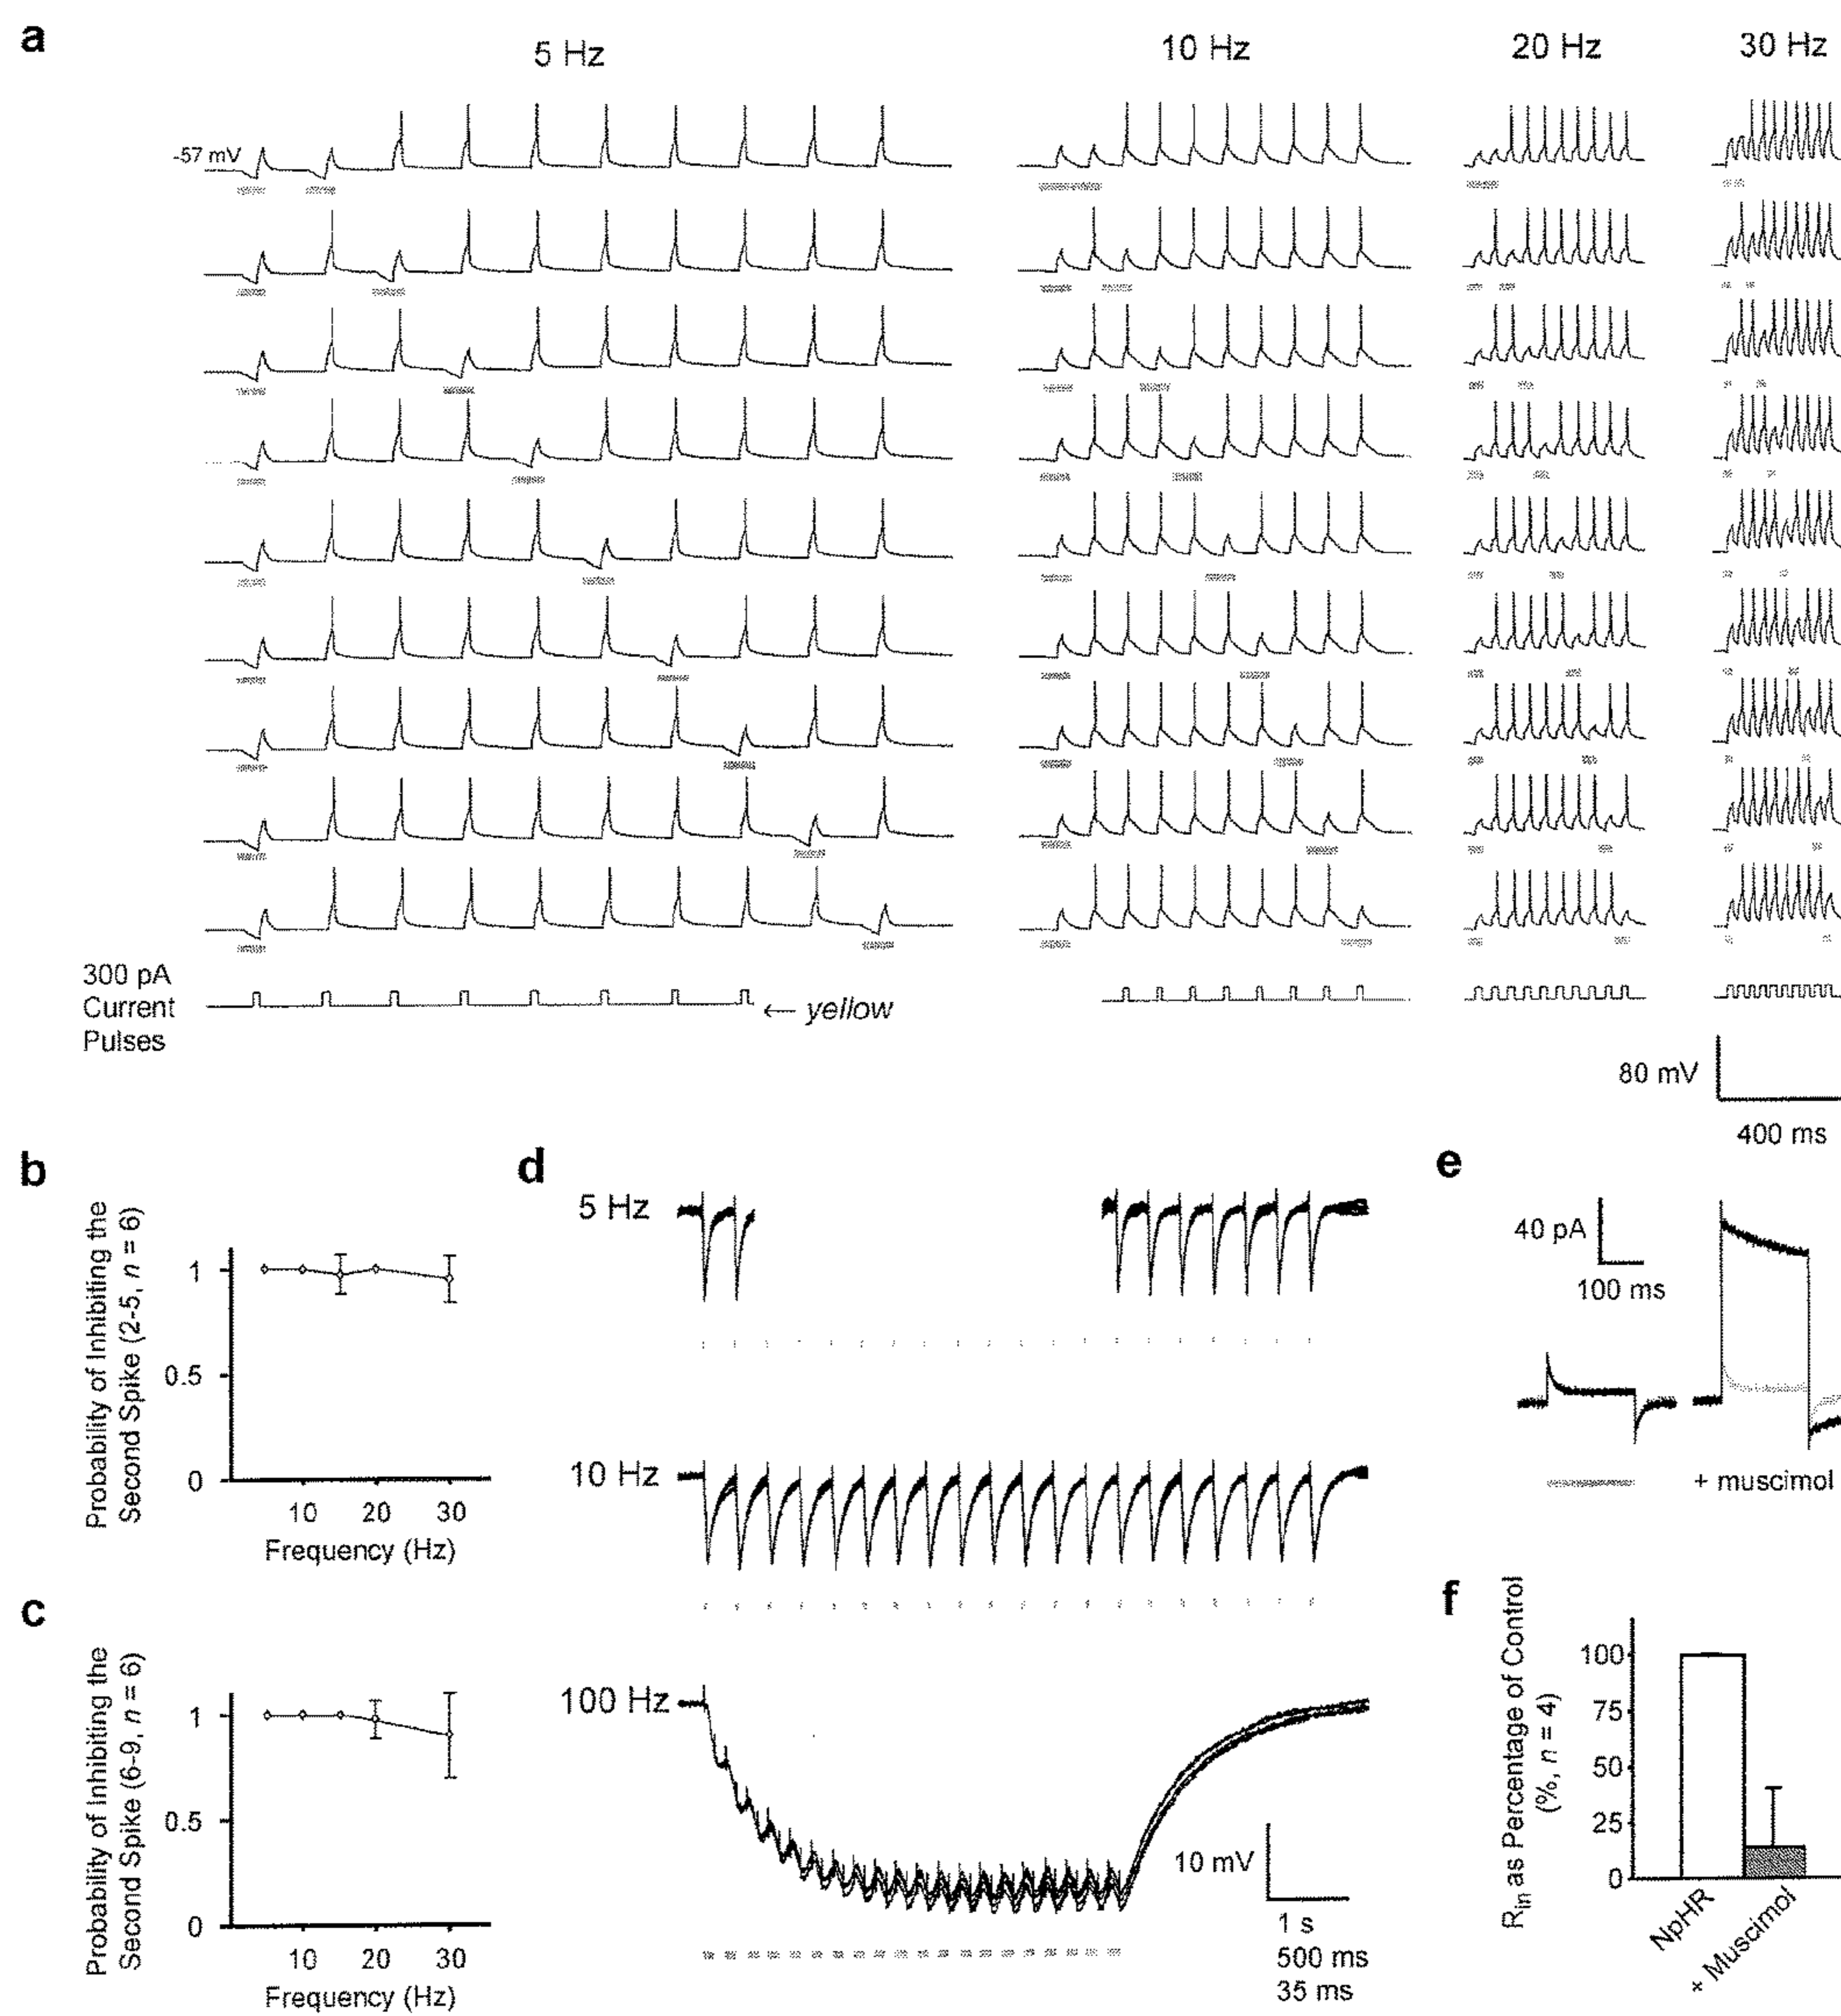 a
5 Hz
10 Hz
20 Hz
30 Hz
-57 mV
300 pA
Current
Pulses
← yellow
80 mV
400 ms
b
Probability of Inhibiting the
Second Spike (2-5, n = 6)
1
0.5
0
10 20 30
Frequency (Hz)
c
Probability of Inhibiting the
Second Spike (6-9, n = 6)
1
0.5
0
10 20 30
Frequency (Hz)
d
5 Hz
10 Hz
100 Hz
10 mV
1 s
500 ms
35 ms
e
40 pA
100 ms
+ muscimol
f
Rin as Percentage of Control
(%, n = 4)
100
75
50
25
0
NpHR
+ Muscimol